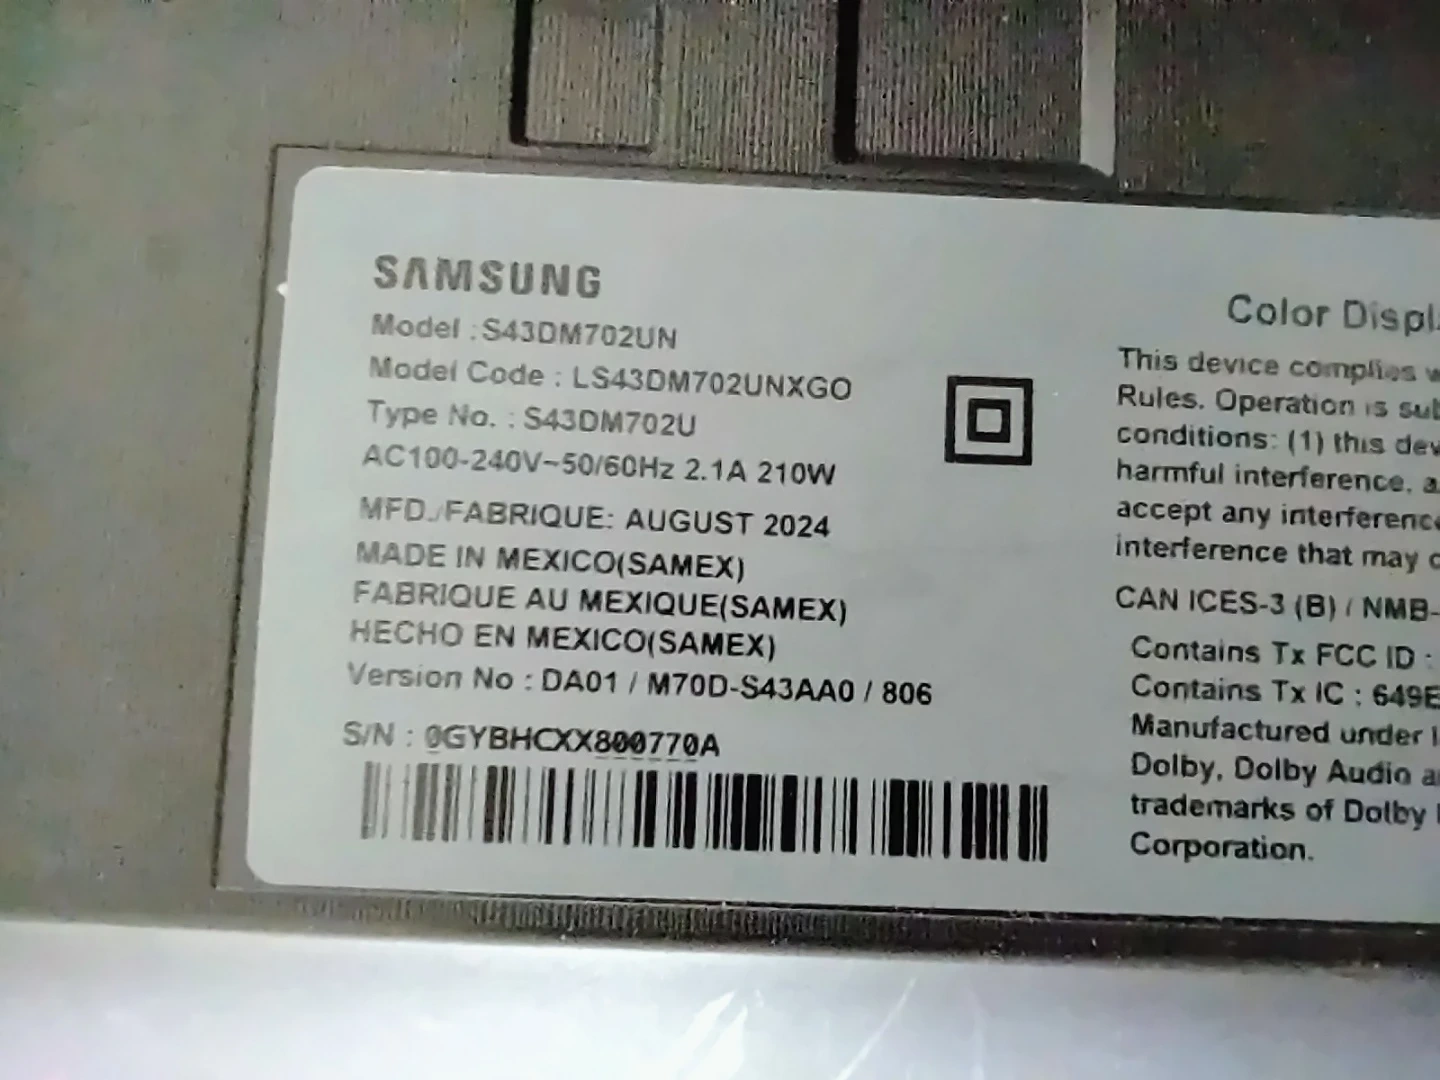 SAMSUNG
Model : S43DM702UN
Model Code : LS43DM702UNXGO
Type No. : S43DM702U
AC100-240V~50/60Hz 2.1A 210W
MFD./FABRIQUE: AUGUST 2024
MADE IN MEXICO(SAMEX)
FABRIQUE AU MEXIQUE(SAMEX)
HECHO EN MEXICO(SAMEX)
Version No : DA01 / M70D-S43AA0 / 806
S/N : 0GYBHCXX800770A
Color
This device complies
Rules. Operation is
conditions: (1) this
harmful interference,
accept any
interference that may
CAN ICES-3 (B) / NMB-
Contains Tx FCC ID :
Contains Tx IC : 649E
Manufactured under
Dolby, Dolby Audio
trademarks of Dolby
Corporation.